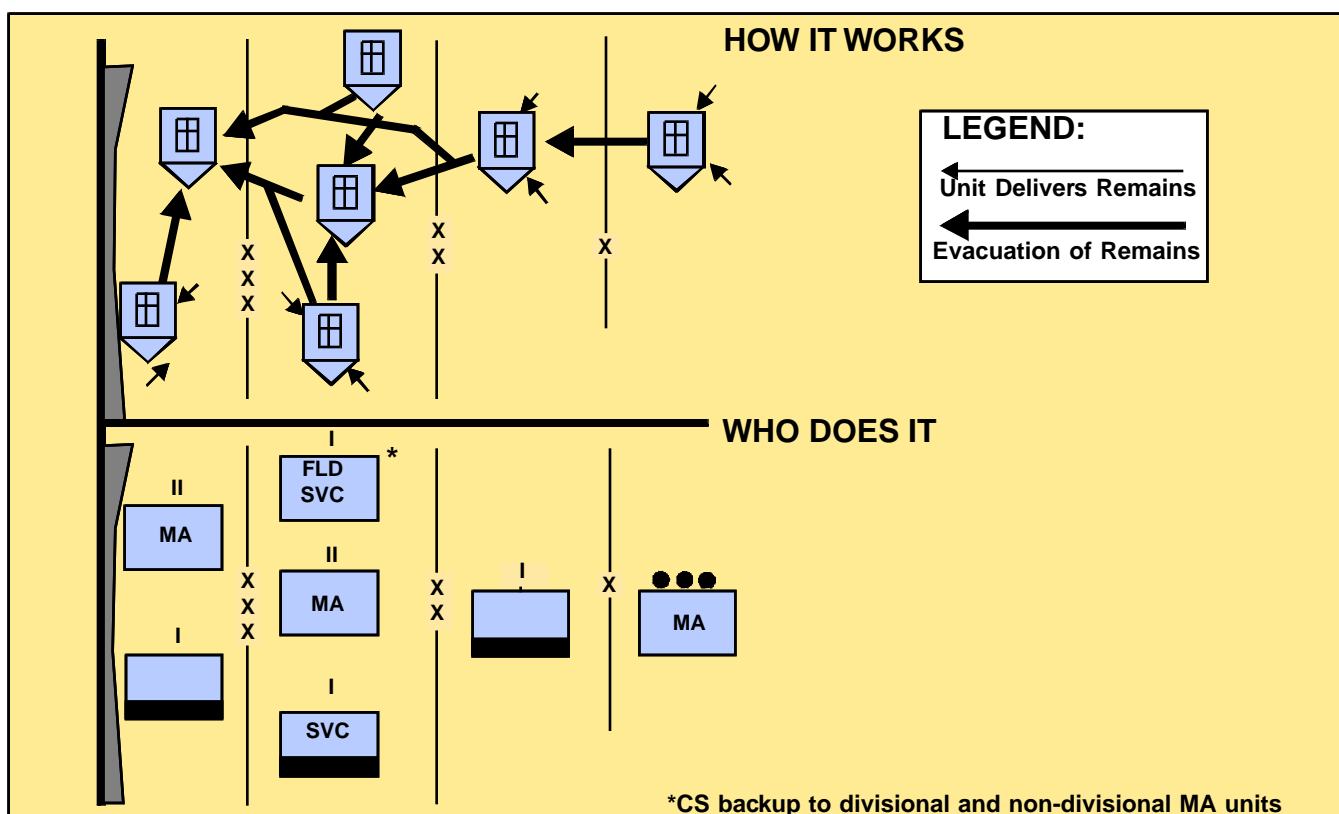 HOW IT WORKS
LEGEND:
Unit Delivers Remains
Evacuation of Remains
X
X
X
X
X
X
WHO DOES IT
I
FLD
SVC
*
II
MA
II
MA
X
X
X
X
X
I
X
MA
I
I
SVC
*CS backup to divisional and non-divisional MA units